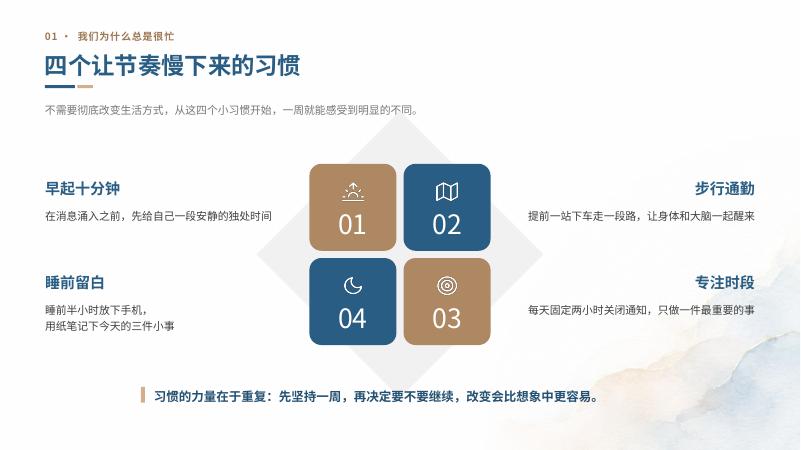 01 · 我们为什么总是很忙
四个让节奏慢下来的习惯
不需要彻底改变生活方式，从这四个小习惯开始，一周就能感受到明显的不同。
早起十分钟
在消息涌入之前，先给自己一段安静的独处时间
01
02
步行通勤
提前一站下车走一段路，让身体和大脑一起醒来
睡前留白
睡前半小时放下手机，
用纸笔记下今天的三件小事
04
03
专注时段
每天固定两小时关闭通知，只做一件最重要的事
习惯的力量在于重复：先坚持一周，再决定要不要继续，改变会比想象中更容易。